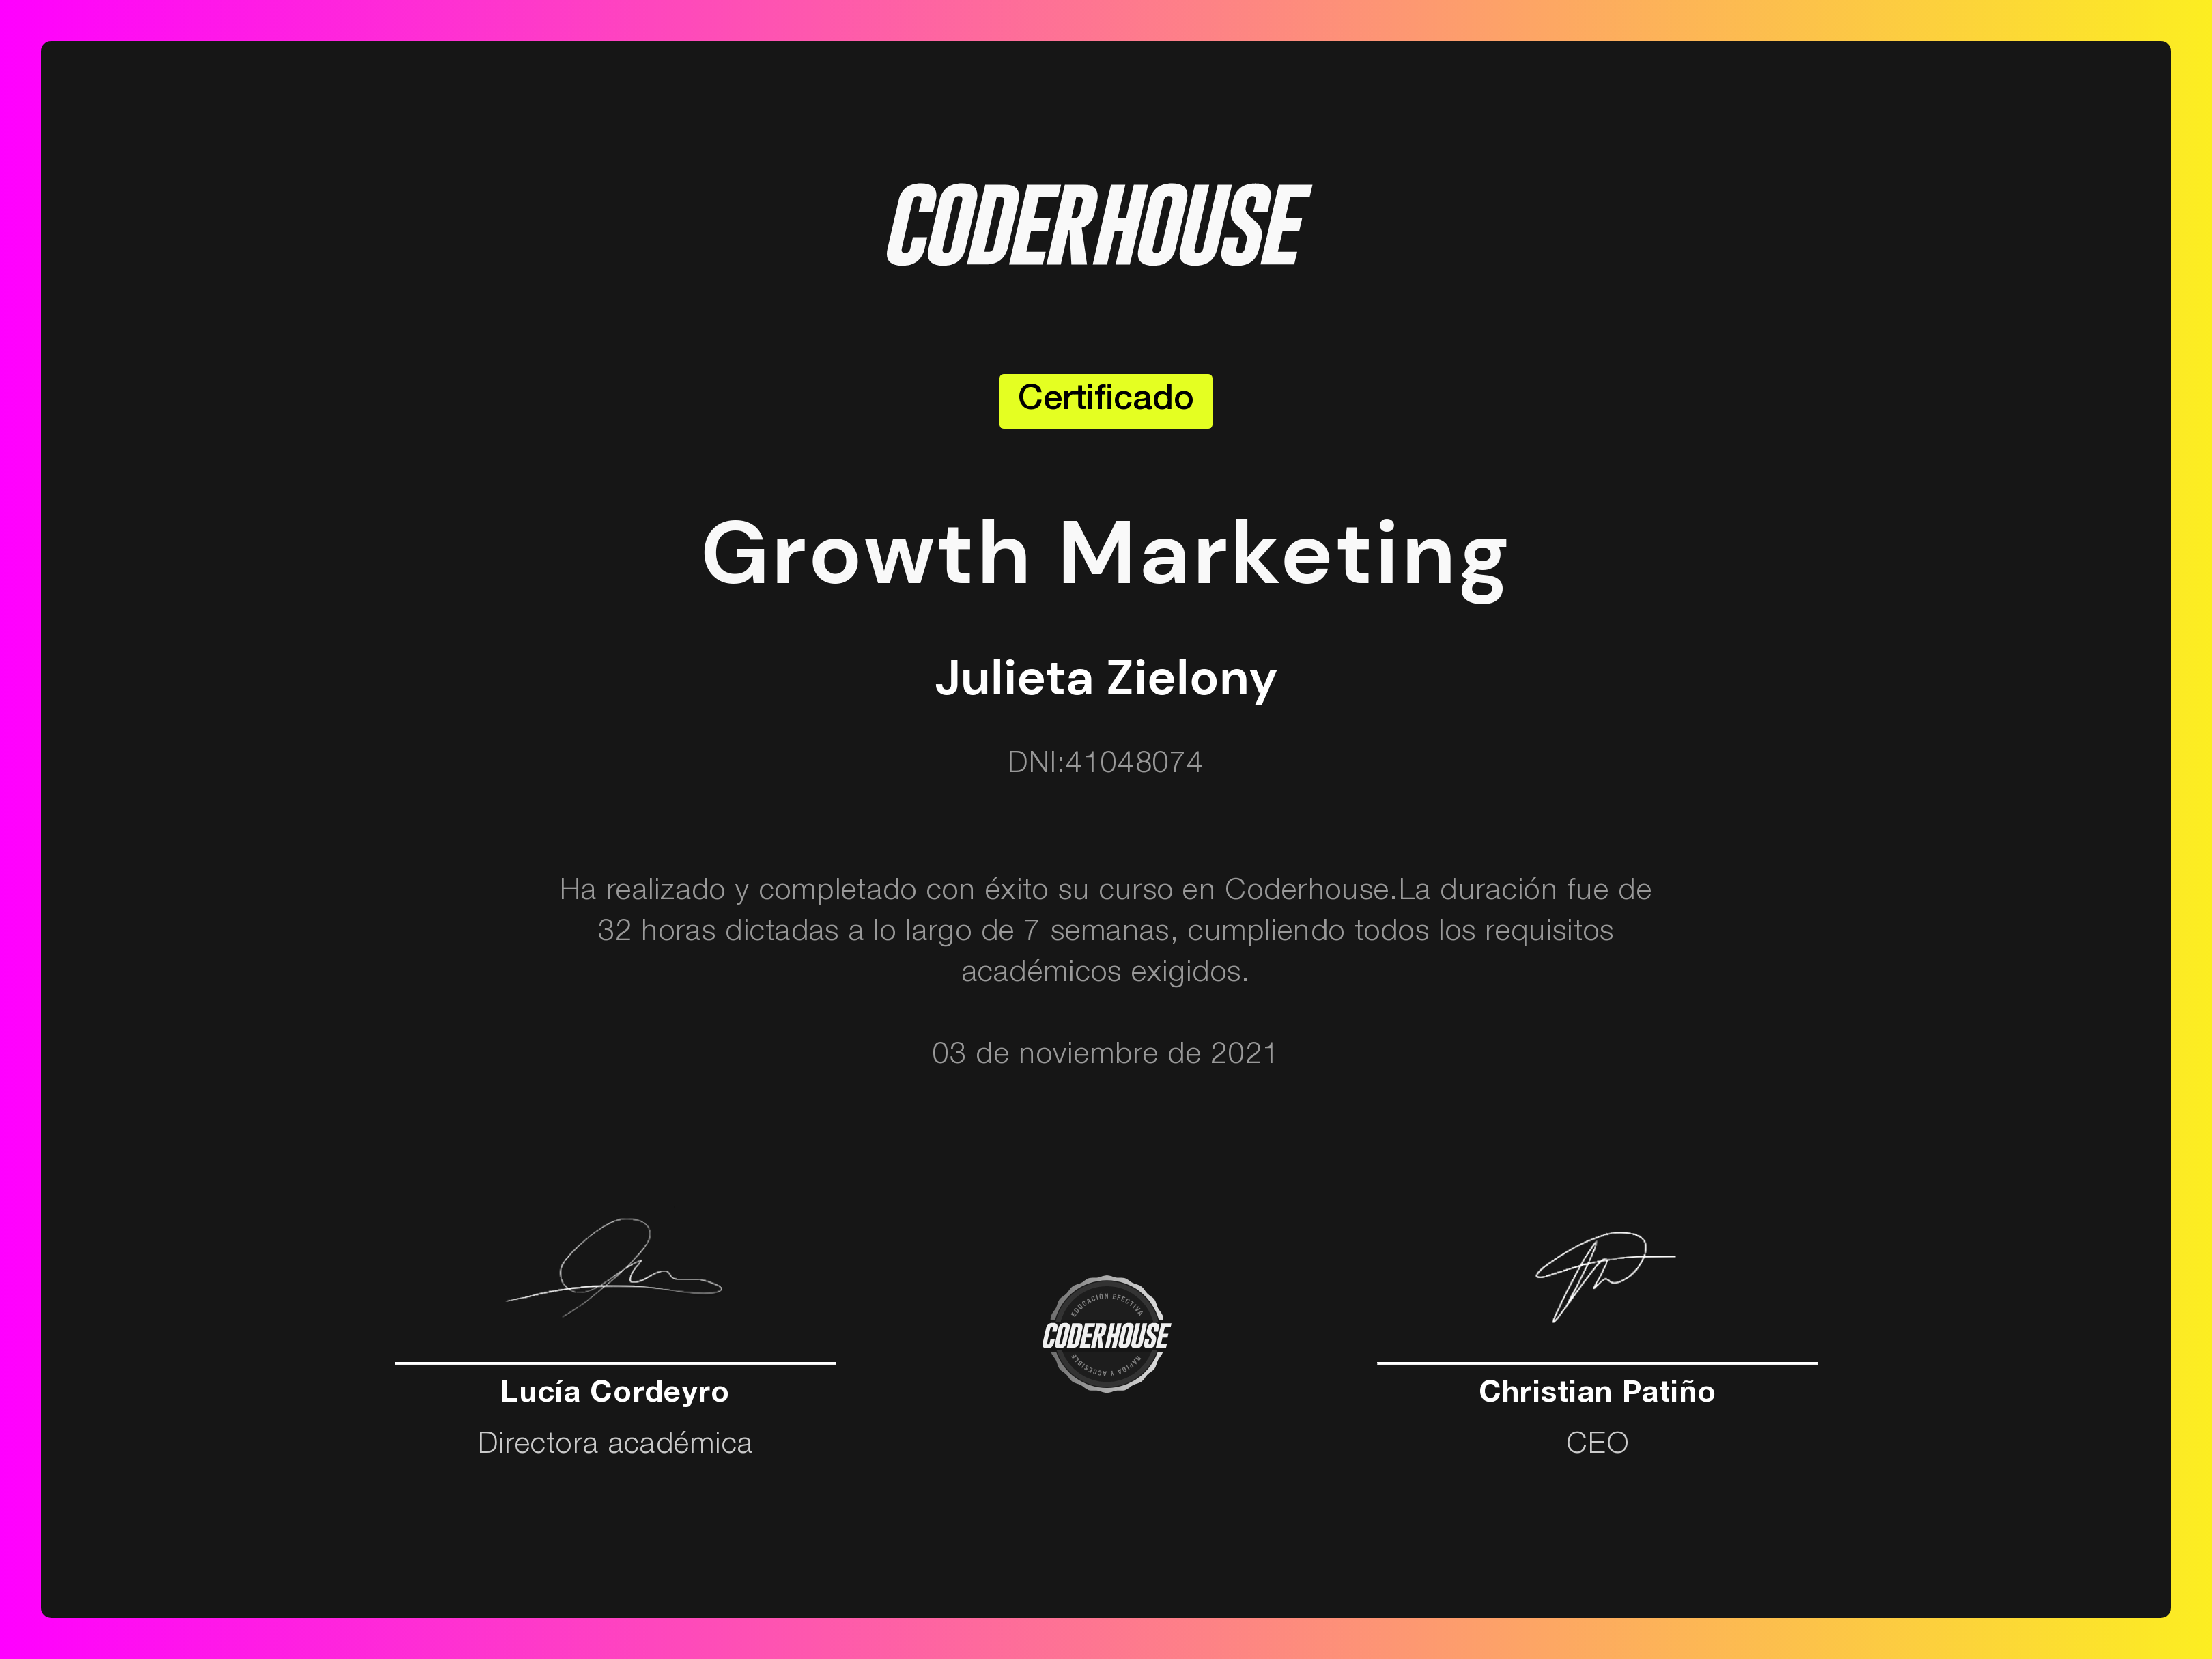 CODERHOUSE
Certificado
Growth Marketing
Julieta Zielony
DNI:41048074
Ha realizado y completado con éxito su curso en Coderhouse.La duración fue de
32 horas dictadas a lo largo de 7 semanas, cumpliendo todos los requisitos
académicos exigidos.
03 de noviembre de 2021
EDUCACIÓN EFECTIVA
CODERHOUSE
RAPIDA Y ACCESIBLE
Lucía Cordeyro
Directora académica
Christian Patiño
CEO